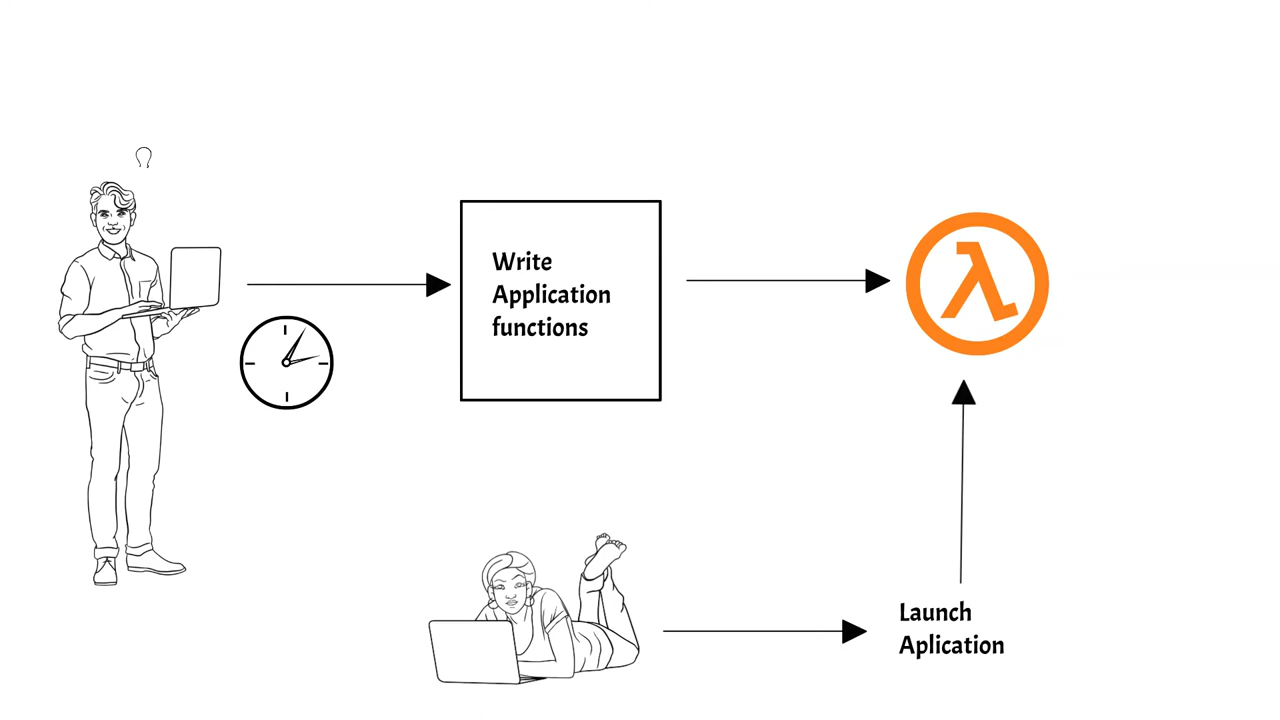 Write
Application
functions
Launch
Aplication